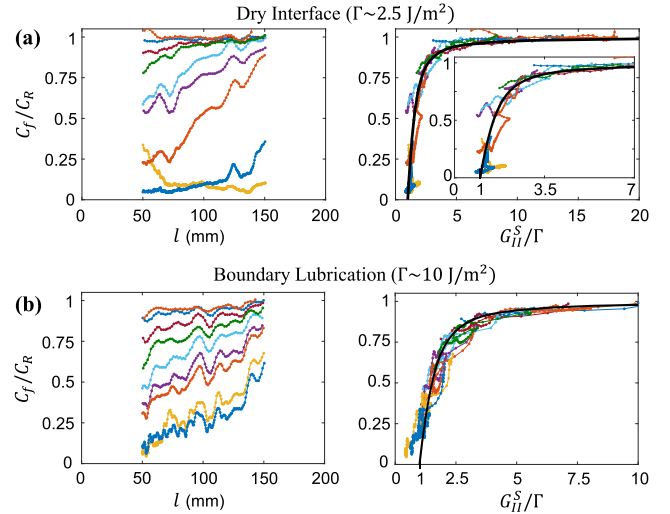 Dry Interface (Γ~2.5 J/m²)
(a)
C_f/C_R
1
0.75
0.5
0.25
0
0 50 100 150 200
l (mm)
1
0.75
0.5
0.25
0
0 5 10 15 20
G_{II}^S/Γ
1
0.5
0
0 1 3.5 7
Boundary Lubrication (Γ~10 J/m²)
(b)
C_f/C_R
1
0.75
0.5
0.25
0
0 50 100 150 200
l (mm)
1
0.75
0.5
0.25
0
1 2.5 5 7.5 10
G_{II}^S/Γ